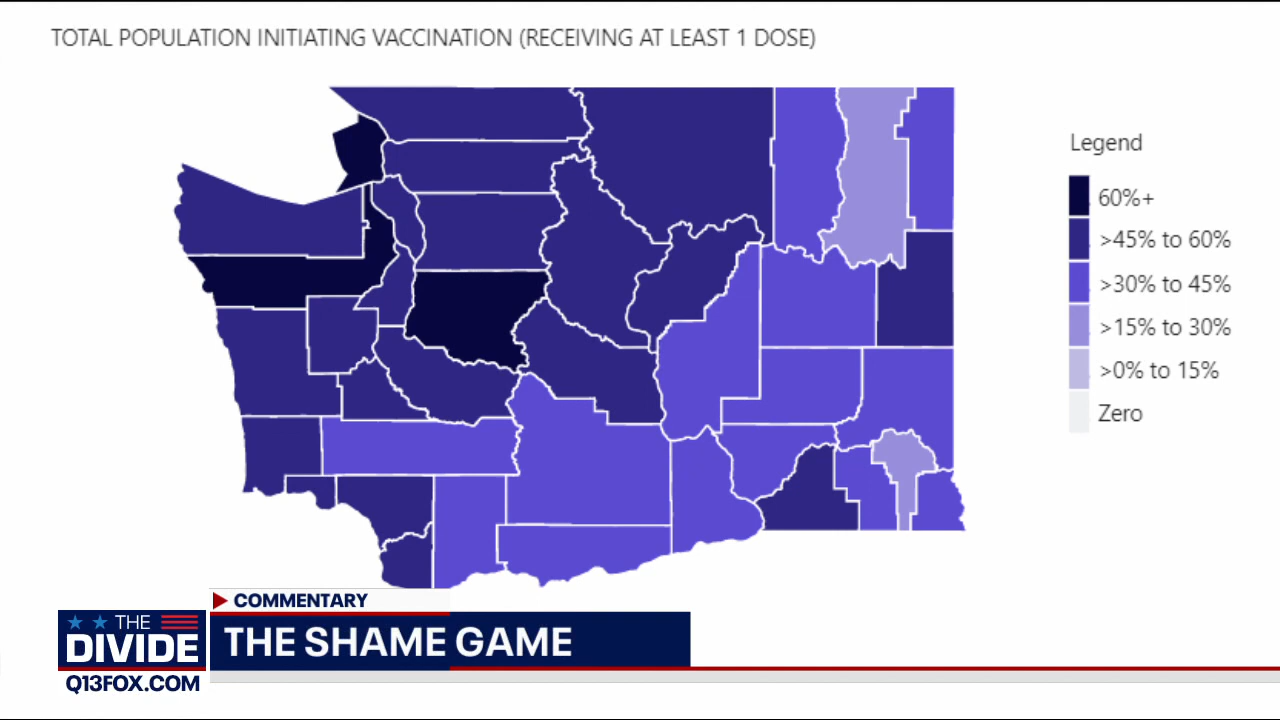 TOTAL POPULATION INITIATING VACCINATION (RECEIVING AT LEAST 1 DOSE)
Legend
60%+
>45% to 60%
>30% to 45%
>15% to 30%
>0% to 15%
Zero
COMMENTARY
THE
DIVIDE
THE SHAME GAME
Q13FOX.COM